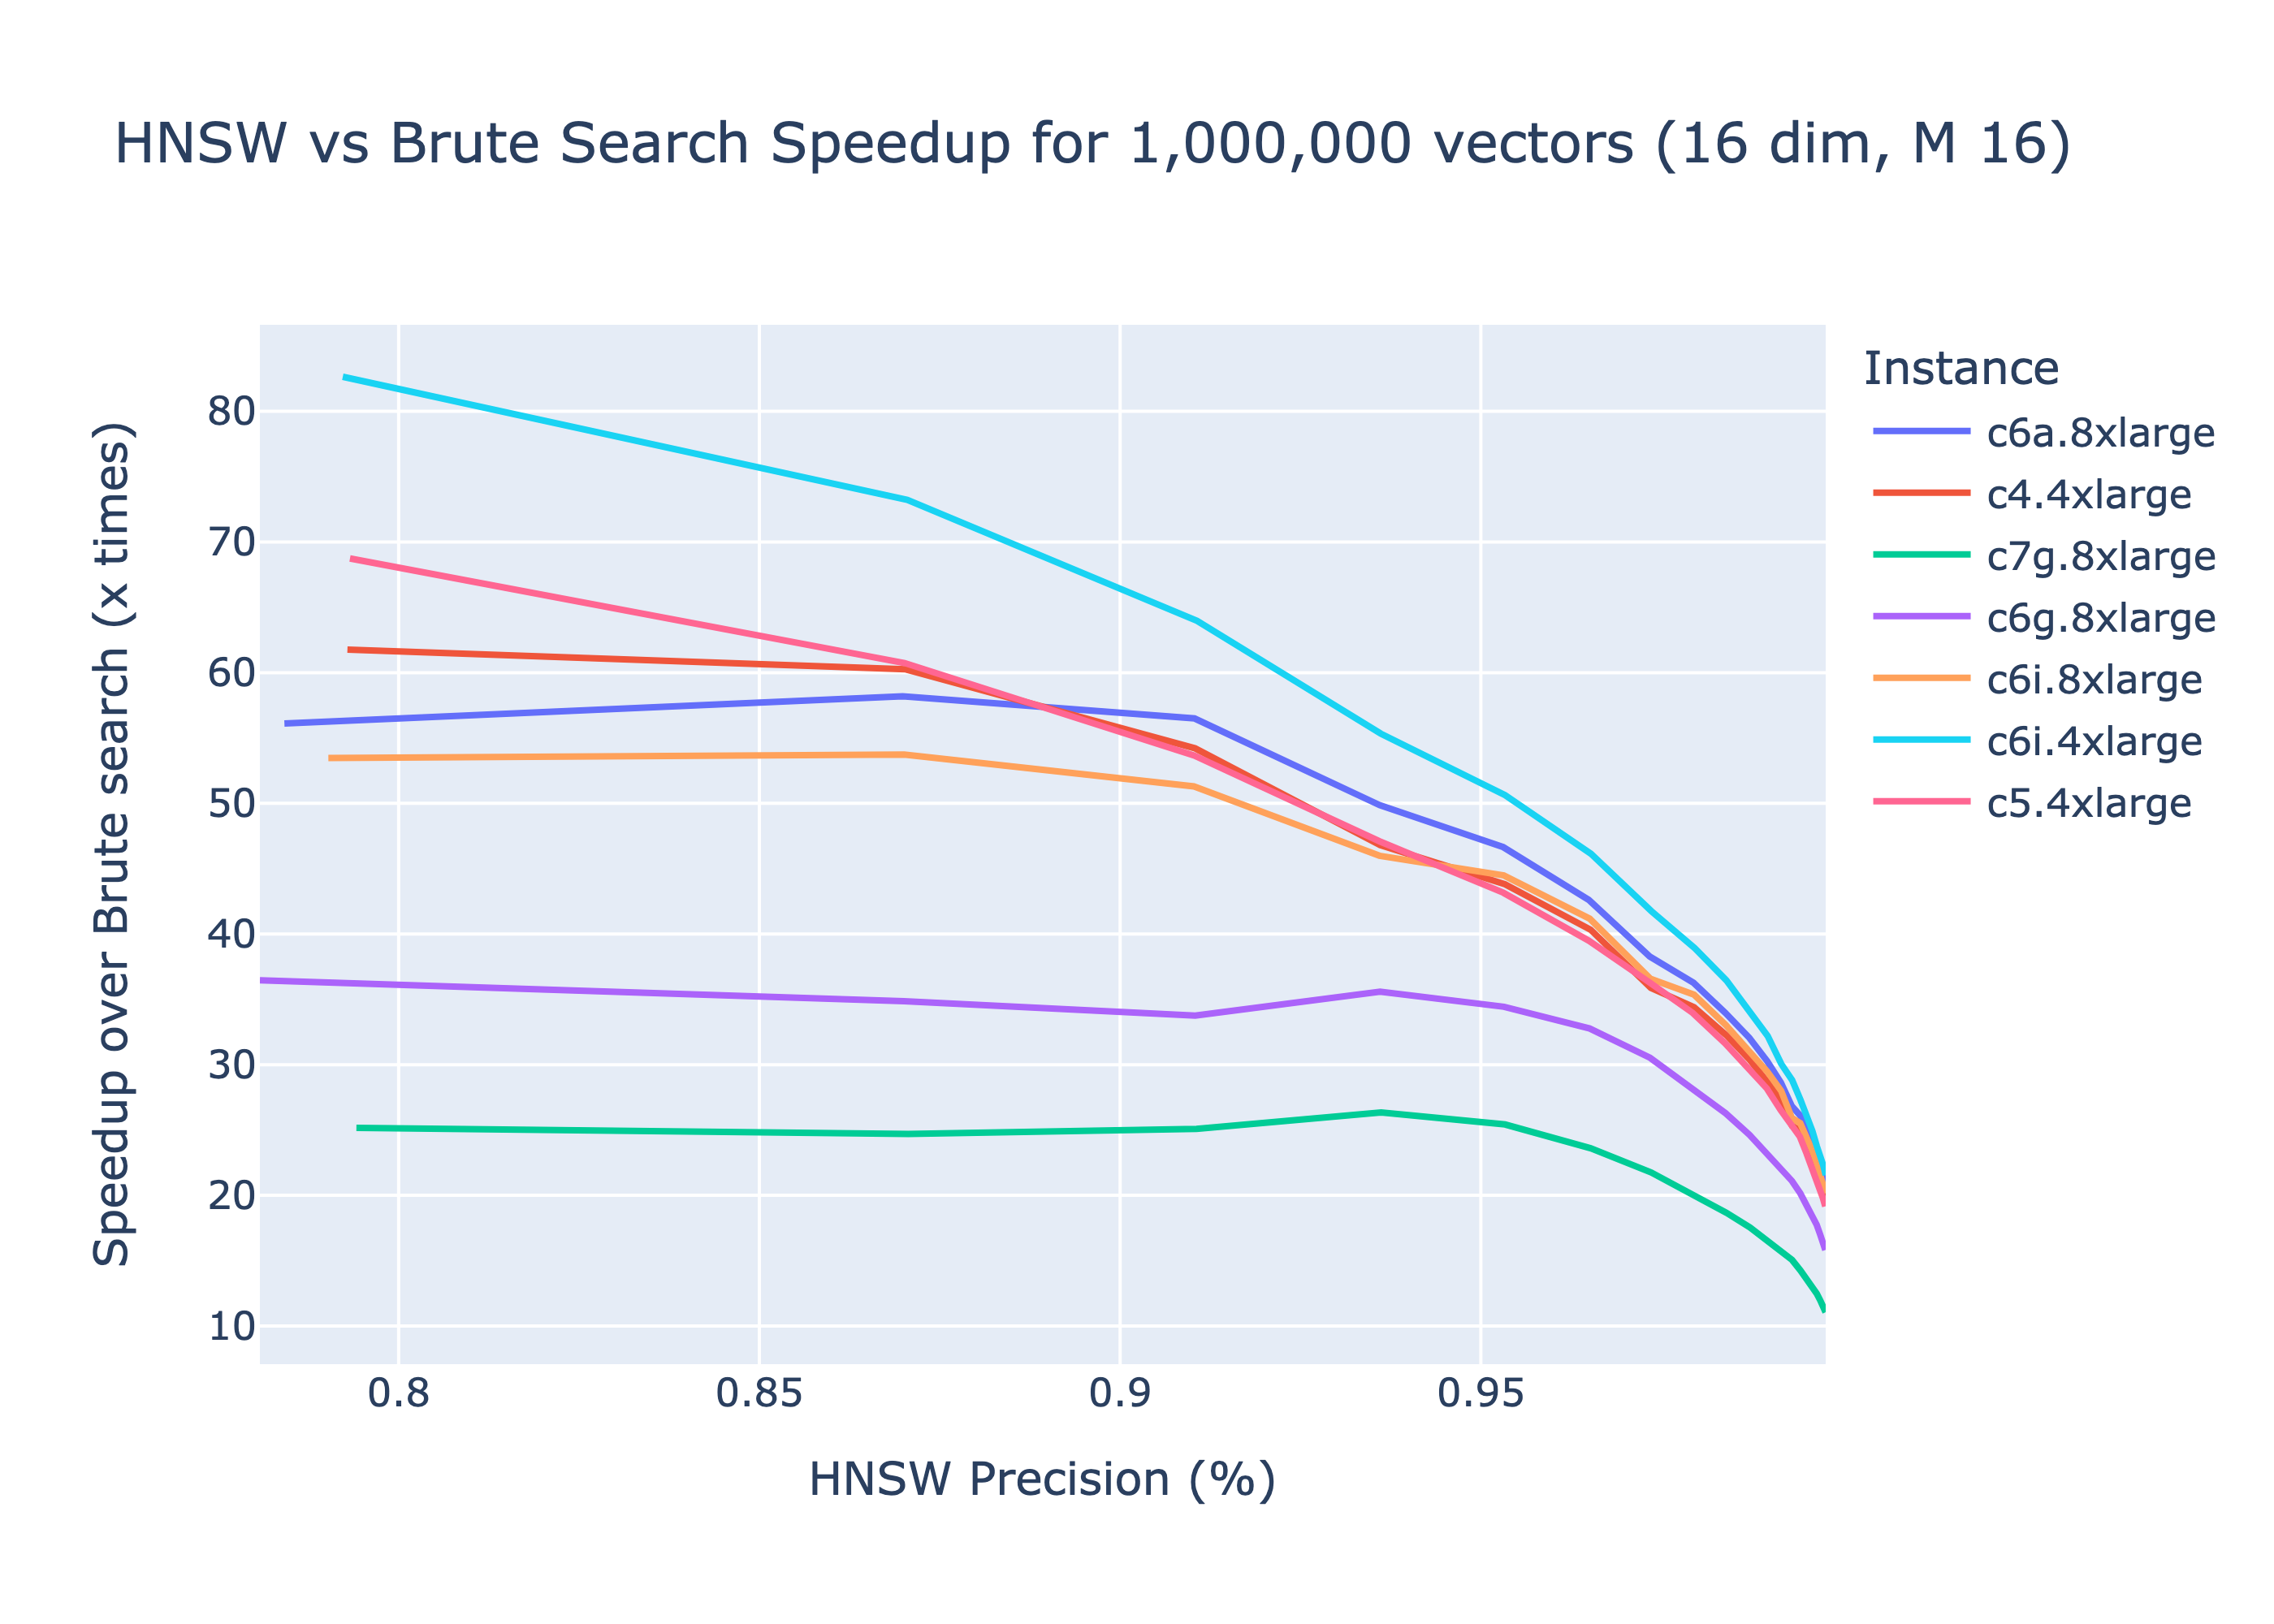 HNSW vs Brute Search Speedup for 1,000,000 vectors (16 dim, M 16)
Speedup over Brute search (x times)
80
70
60
50
40
30
20
10
0.8
0.85
0.9
0.95
HNSW Precision (%)
Instance
c6a.8xlarge
c4.4xlarge
c7g.8xlarge
c6g.8xlarge
c6i.8xlarge
c6i.4xlarge
c5.4xlarge